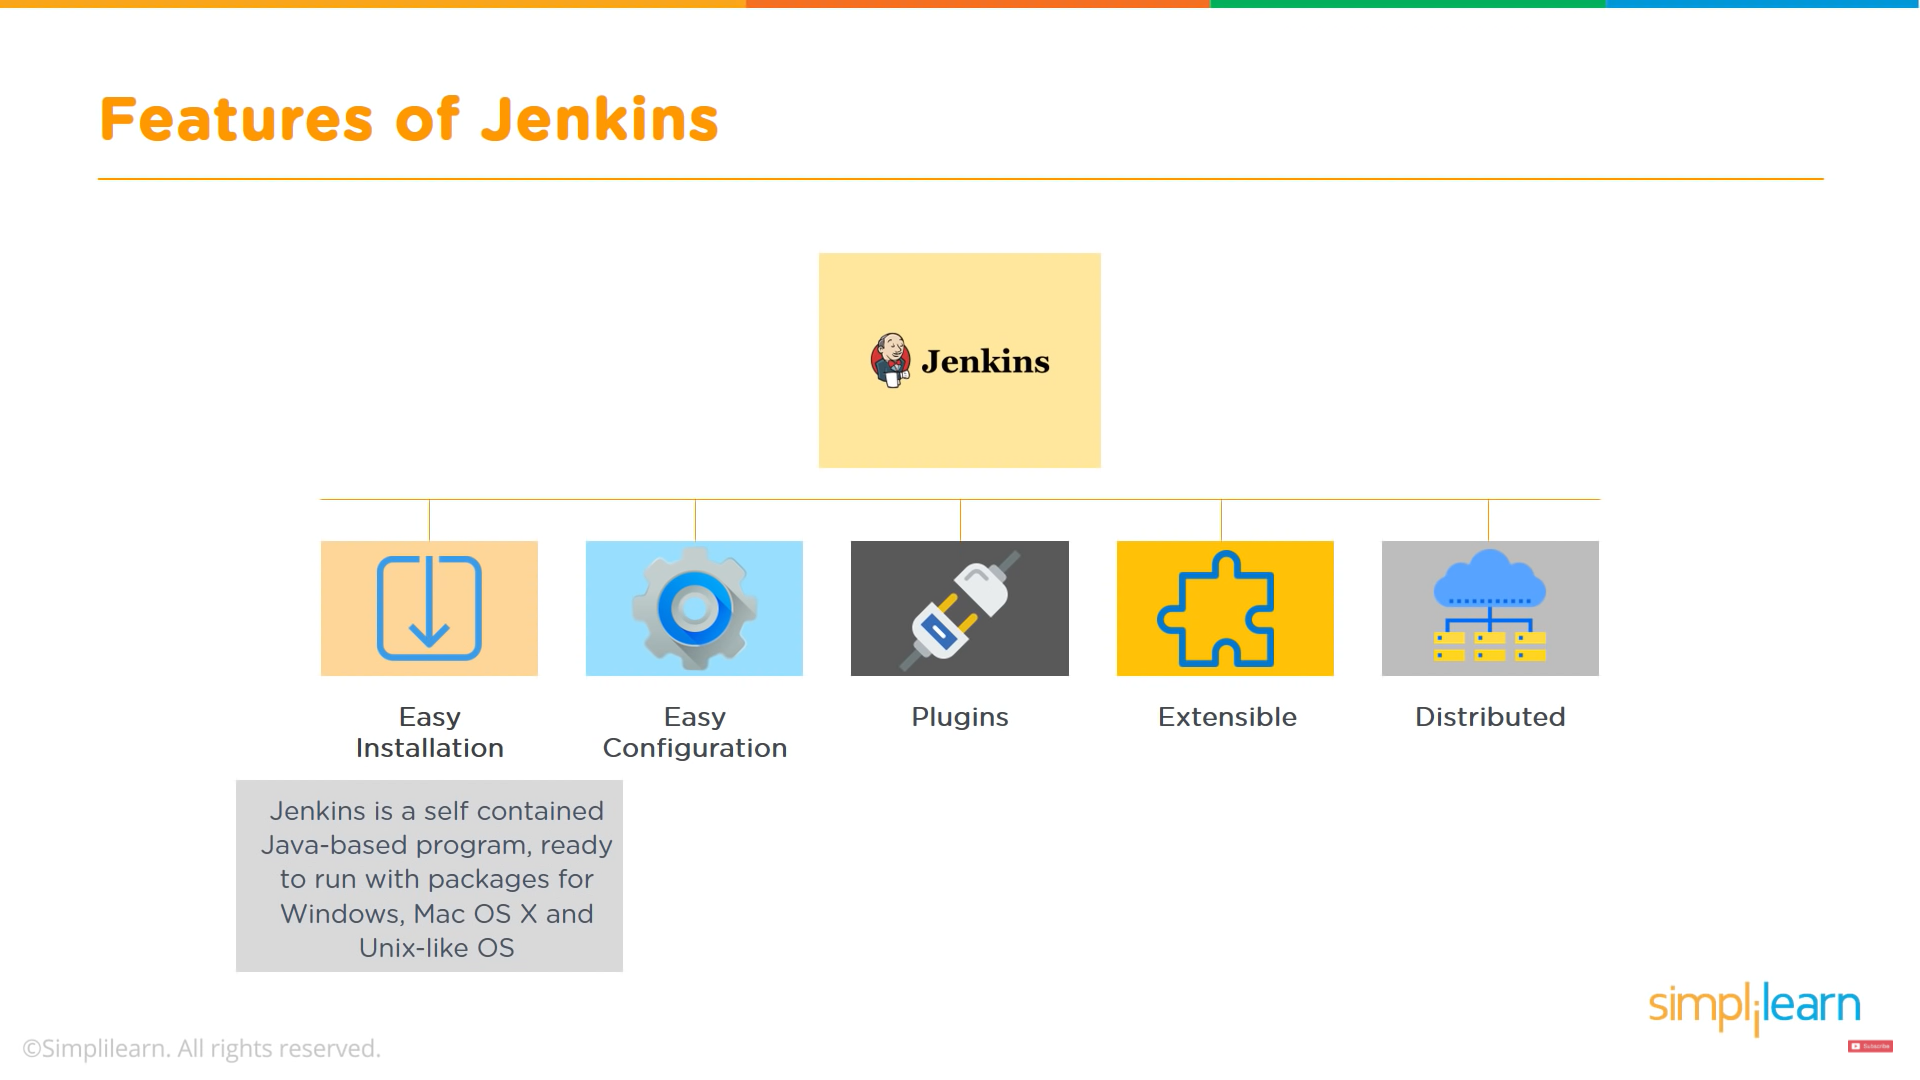 Features of Jenkins
Jenkins
Easy
Installation
Easy
Configuration
Plugins
Extensible
Distributed
Jenkins is a self contained
Java-based program, ready
to run with packages for
Windows, Mac OS X and
Unix-like OS
simplilearn
©Simplilearn. All rights reserved.
Subscribe